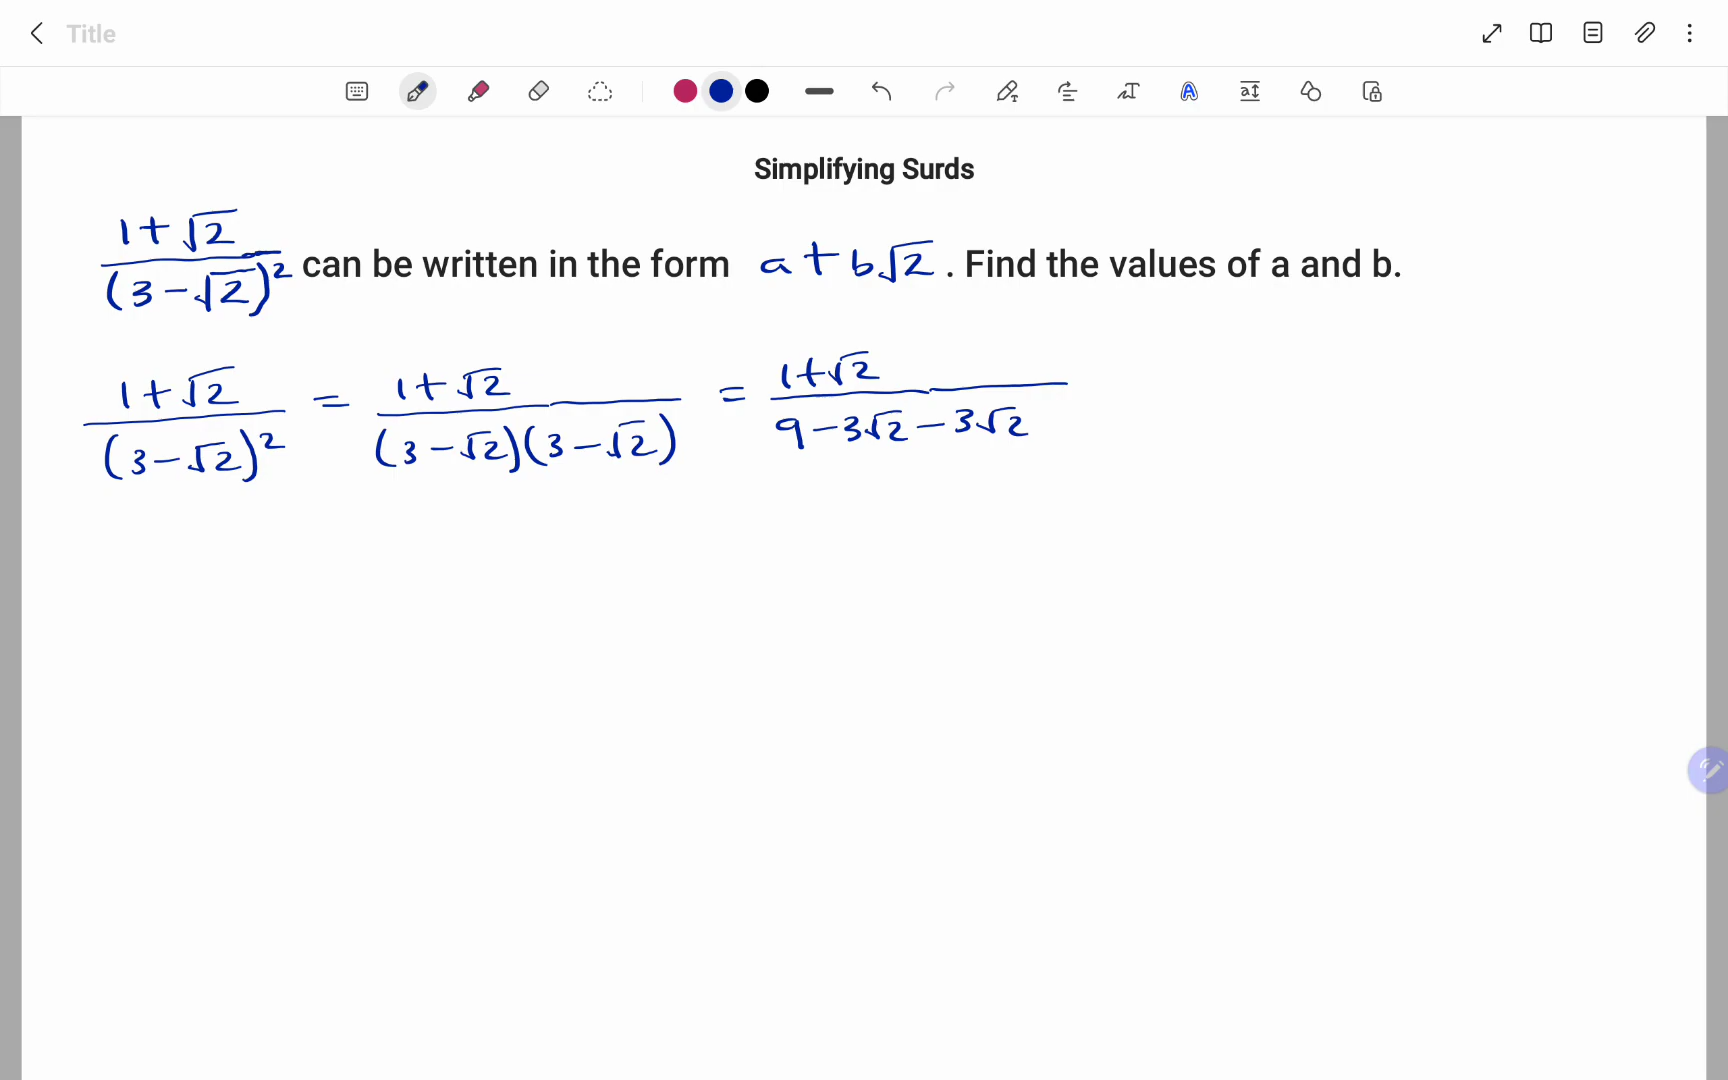 Title
Simplifying Surds
(1+√2)/(3-√2)² can be written in the form a+b√2. Find the values of a and b.
(1+√2)/(3-√2)² = (1+√2)/((3-√2)(3-√2)) = (1+√2)/(9-3√2-3√2